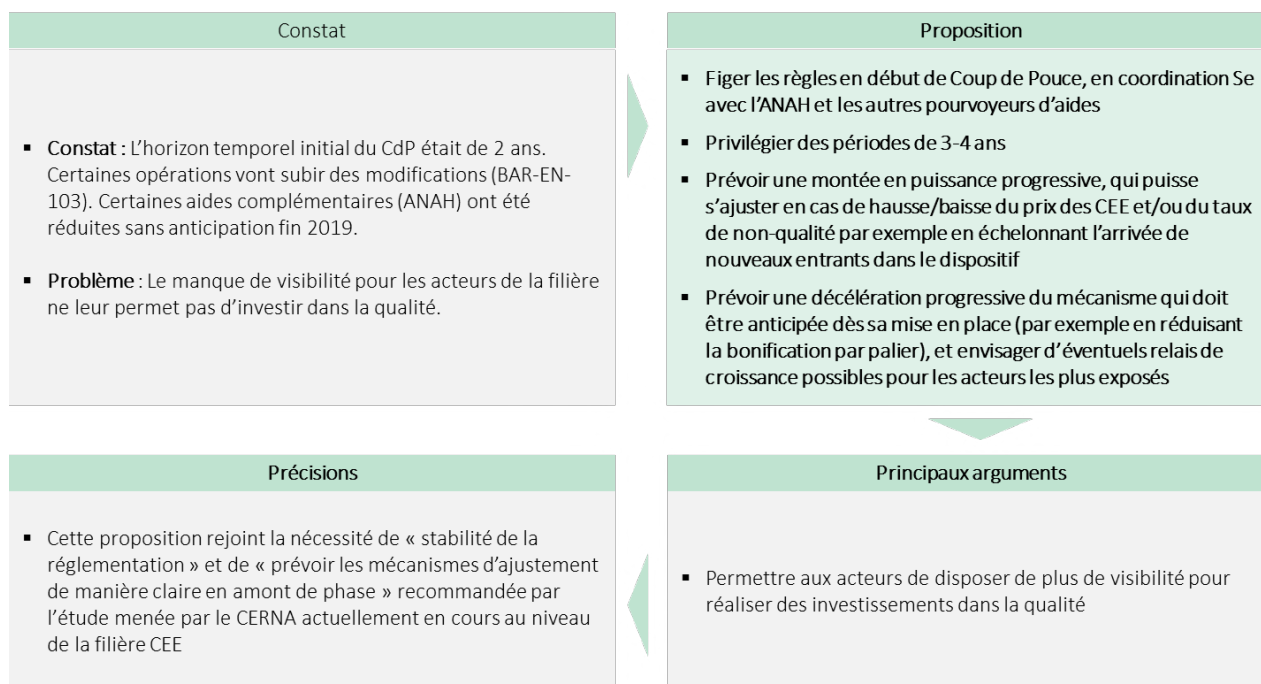 Constat
▪ Constat : L’horizon temporel initial du CdP était de 2 ans.
Certaines opérations vont subir des modifications (BAR-EN-
103). Certaines aides complémentaires (ANAH) ont été
réduites sans anticipation fin 2019.
▪ Problème : Le manque de visibilité pour les acteurs de la filière
ne leur permet pas d’investir dans la qualité.
Proposition
▪ Figer les règles en début de Coup de Pouce, en coordination Se
avec l’ANAH et les autres pourvoyeurs d’aides
▪ Privilégier des périodes de 3-4 ans
▪ Prévoir une montée en puissance progressive, qui puisse
s’ajuster en cas de hausse/baisse du prix des CEE et/ou du taux
de non-qualité par exemple en échelonnant l’arrivée de
nouveaux entrants dans le dispositif
▪ Prévoir une décélération progressive du mécanisme qui doit
être anticipée dès sa mise en place (par exemple en réduisant
la bonification par palier), et envisager d’éventuels relais de
croissance possibles pour les acteurs les plus exposés
Principaux arguments
▪ Permettre aux acteurs de disposer de plus de visibilité pour
réaliser des investissements dans la qualité
Précisions
▪ Cette proposition rejoint la nécessité de « stabilité de la
réglementation » et de « prévoir les mécanismes d’ajustement
de manière claire en amont de phase » recommandée par
l’étude menée par le CERNA actuellement en cours au niveau
de la filière CEE